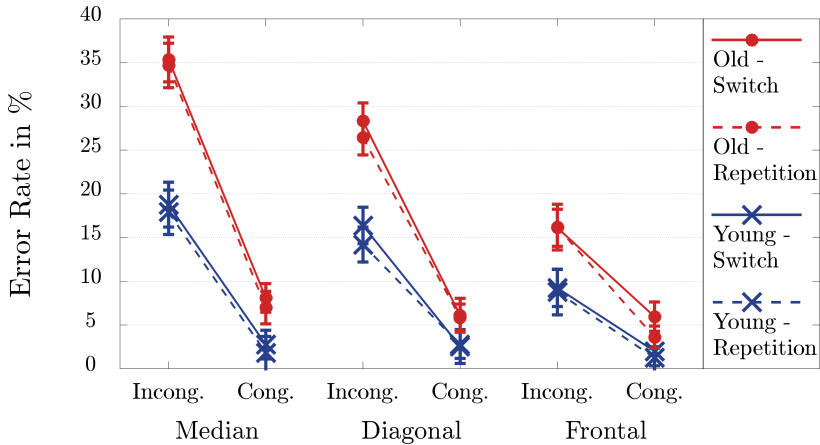 Error Rate in %
40
35
30
25
20
15
10
5
0
Incong.
Cong.
Incong.
Cong.
Incong.
Cong.
Median
Diagonal
Frontal
Old -
Switch
Old -
Repetition
Young -
Switch
Young -
Repetition